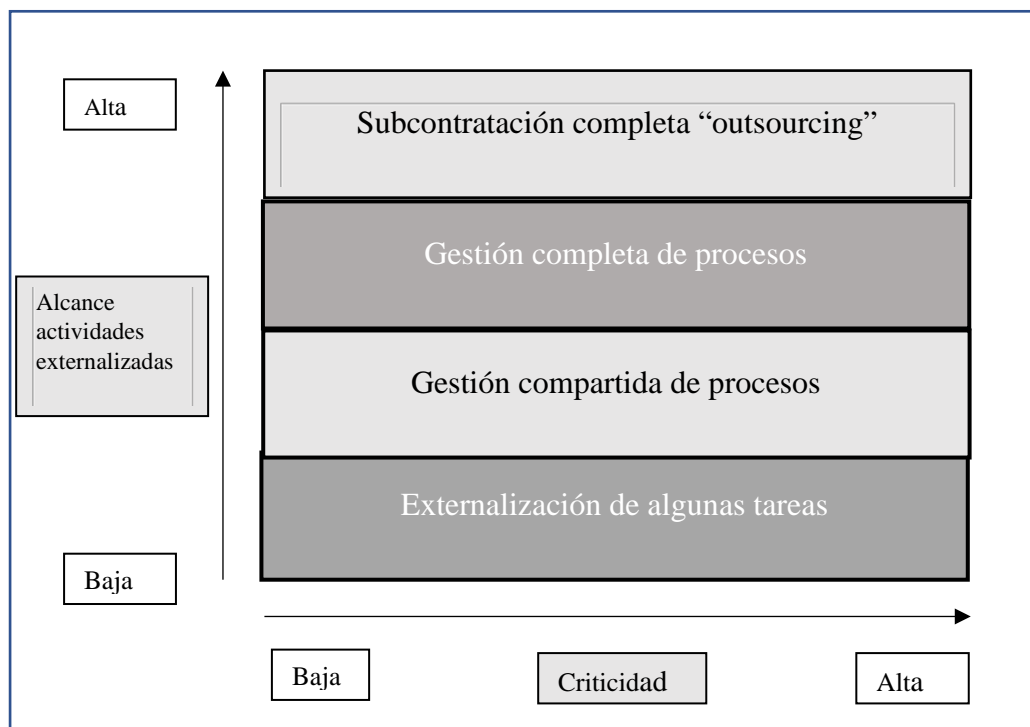 Alta
Subcontratación completa “outsourcing”
Gestión completa de procesos
Alcance
actividades
externalizadas
Gestión compartida de procesos
Externalización de algunas tareas
Baja
Baja
Criticidad
Alta